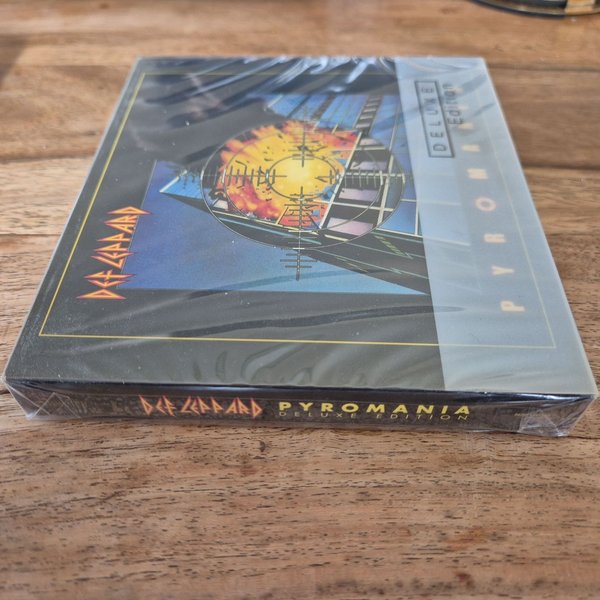 DELUXE
EDITION
PYROMANIA
DEF LEPPARD
DEF LEPPARD PYROMANIA
DELUXE EDITION